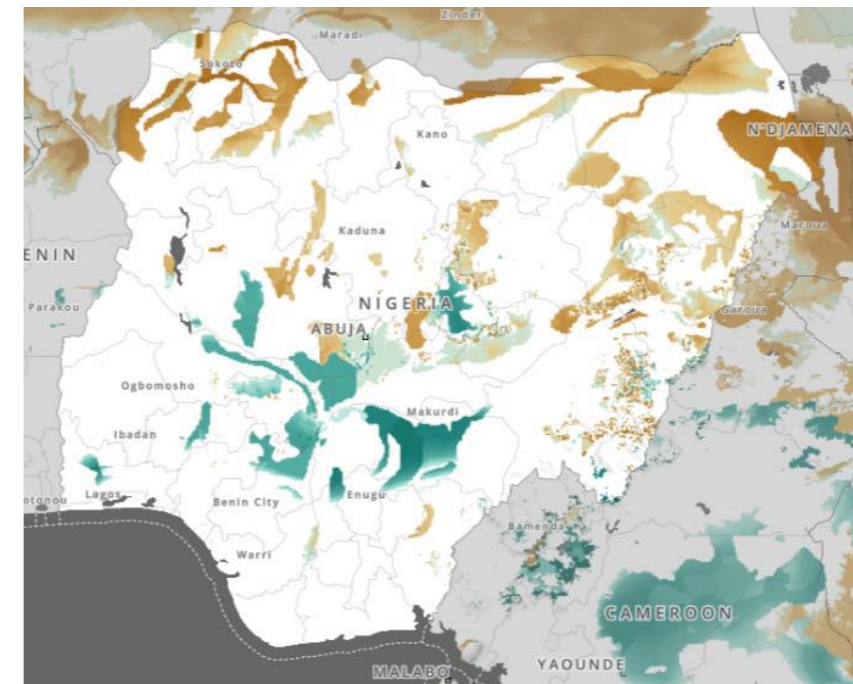 Zinder
Maradi
Sokoto
Kano
N'DJAMENA
Kaduna
Maroua
ENIN
NIGERIA
Parakou
Garoua
ABUJA
Ogbomosho
Makurdi
Ibadan
Lagos
otonou
Benin City
Enugu
Bamenda
Warri
CAMEROON
YAOUNDE
MALABO